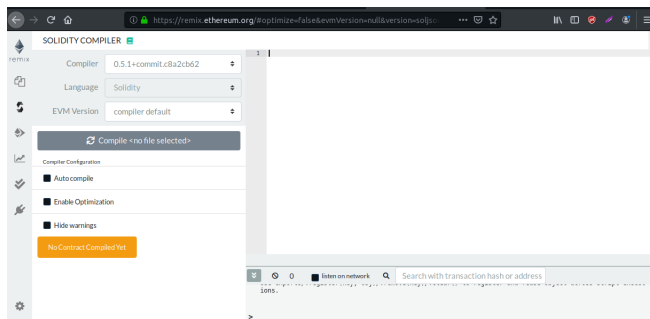 https://remix.ethereum.org/#optimize=false&evmVersion=null&version=soljso
remix
SOLIDITY COMPILER
Compiler
0.5.1+commit.c8a2cb62
Language
Solidity
EVM Version
compiler default
Compile <no file selected>
Compiler Configuration
Auto compile
Enable Optimization
Hide warnings
No Contract Compiled Yet
1
0
listen on network
Search with transaction hash or address
ions.
>